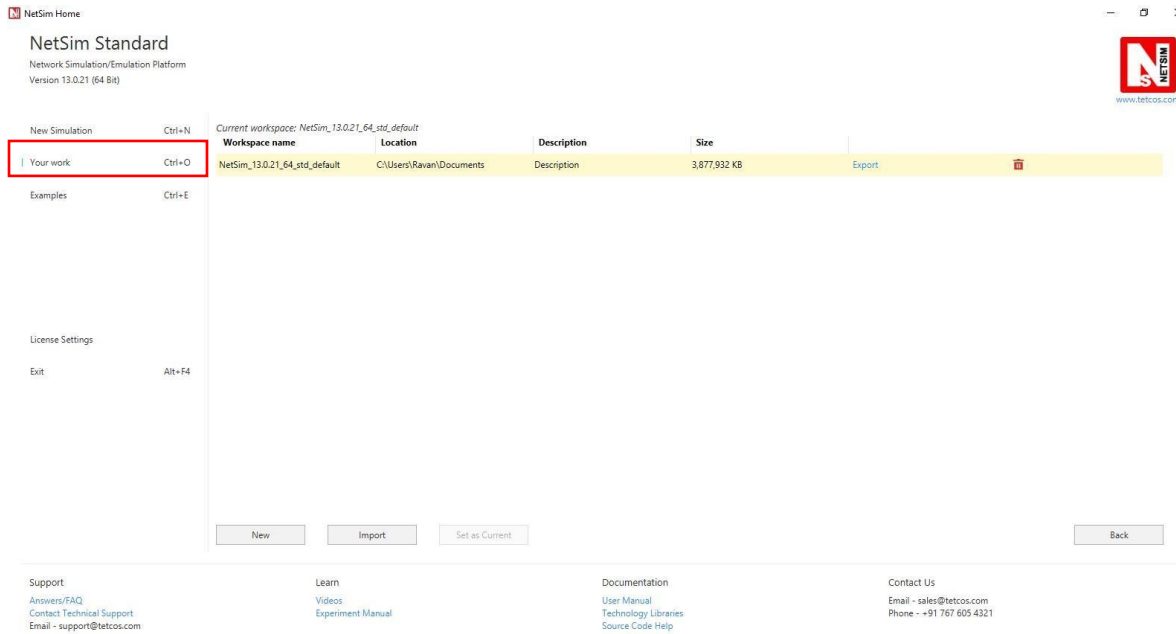 NetSim Home
NetSim Standard
Network Simulation/Emulation Platform
Version 13.0.21 (64 Bit)
NETSIM
www.tetcos.com
New Simulation Ctrl+N
Your work Ctrl+O
Examples Ctrl+E
License Settings
Exit Alt+F4
Current workspace: NetSim_13.0.21_64_std_default
Workspace name Location Description Size
NetSim_13.0.21_64_std_default C:\Users\Ravan\Documents Description 3,877,932 KB Export
New Import Set as Current Back
Support
Answers/FAQ
Contact Technical Support
Email - support@tetcos.com
Learn
Videos
Experiment Manual
Documentation
User Manual
Technology Libraries
Source Code Help
Contact Us
Email - sales@tetcos.com
Phone - +91 767 605 4321